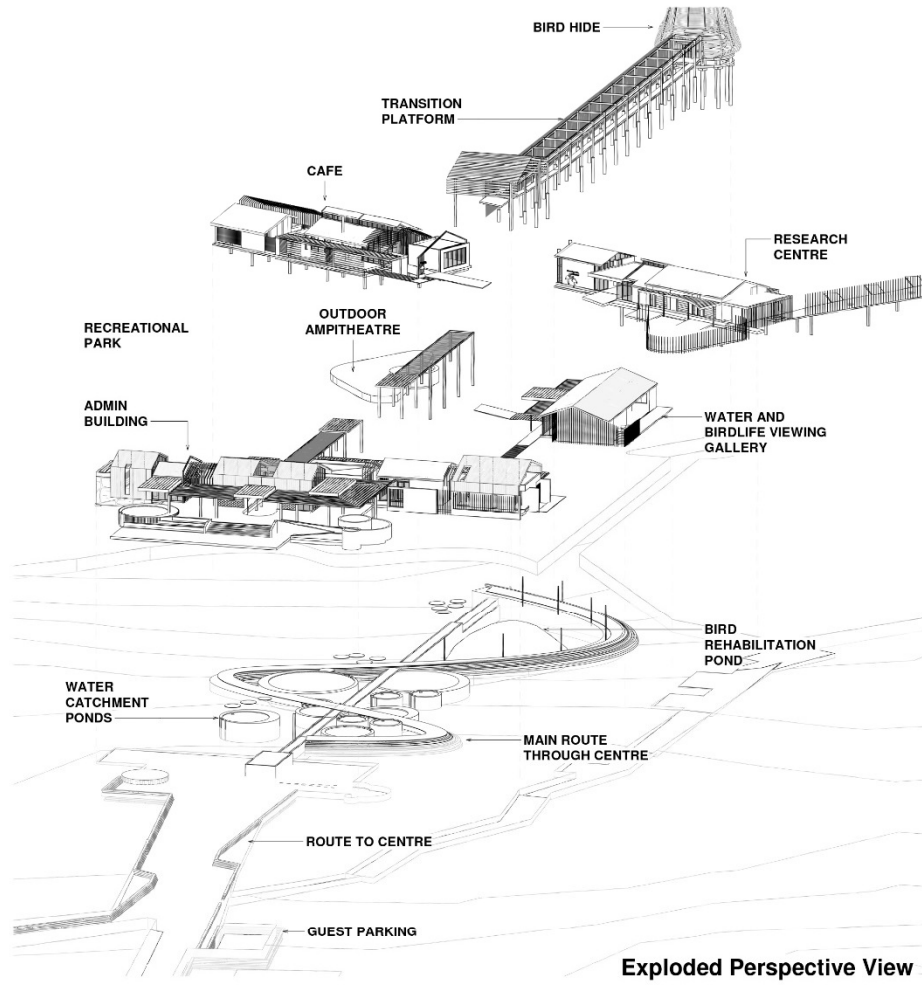 BIRD HIDE
TRANSITION
PLATFORM
CAFE
RESEARCH
CENTRE
OUTDOOR
AMPITHEATRE
RECREATIONAL
PARK
ADMIN
BUILDING
WATER AND
BIRDLIFE VIEWING
GALLERY
BIRD
REHABILITATION
POND
WATER
CATCHMENT
PONDS
MAIN ROUTE
THROUGH CENTRE
ROUTE TO CENTRE
GUEST PARKING
Exploded Perspective View